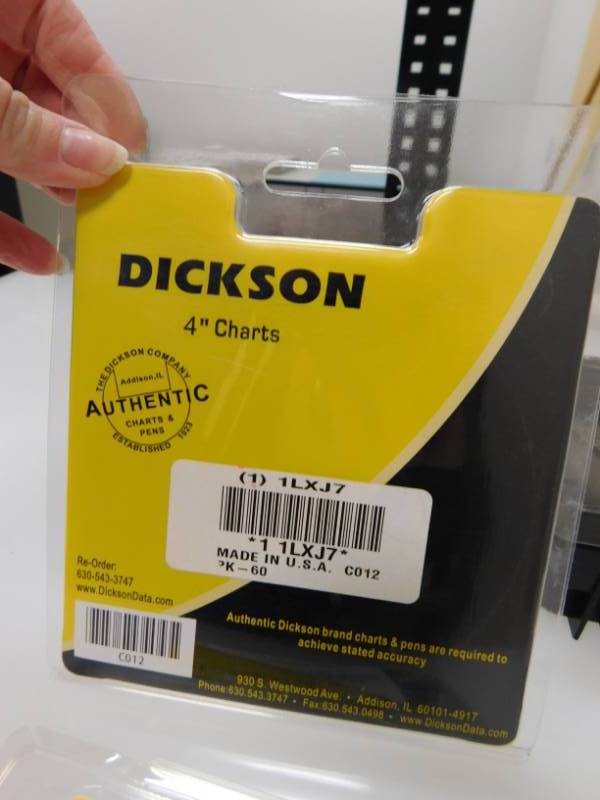 DICKSON
4" Charts
THE DICKSON COMPANY
Addison, IL
AUTHENTIC
CHARTS &
PENS
ESTABLISHED 1923
(1) 1LXJ7
*1 1LXJ7*
MADE IN U.S.A. C012
PK-60
Re-Order:
630-543-3747
www.DicksonData.com
C012
Authentic Dickson brand charts & pens are required to
achieve stated accuracy
930 S. Westwood Ave. • Addison, IL 60101-4917
Phone:630.543.3747 • Fax:630.543.0498 • www.DicksonData.com